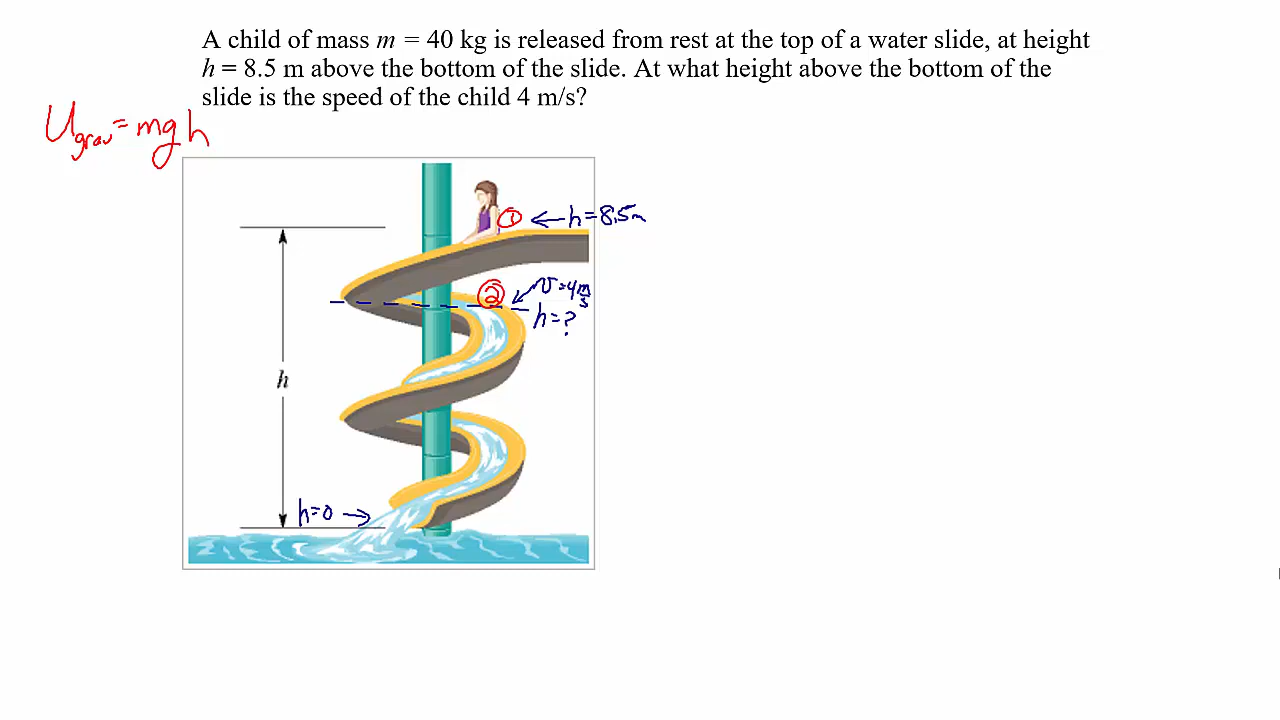 A child of mass m = 40 kg is released from rest at the top of a water slide, at height
h = 8.5 m above the bottom of the slide. At what height above the bottom of the
slide is the speed of the child 4 m/s?
Ugrav = mgh
① ← h = 8.5m
② v = 4 m/s
h = ?
h
h=0 →